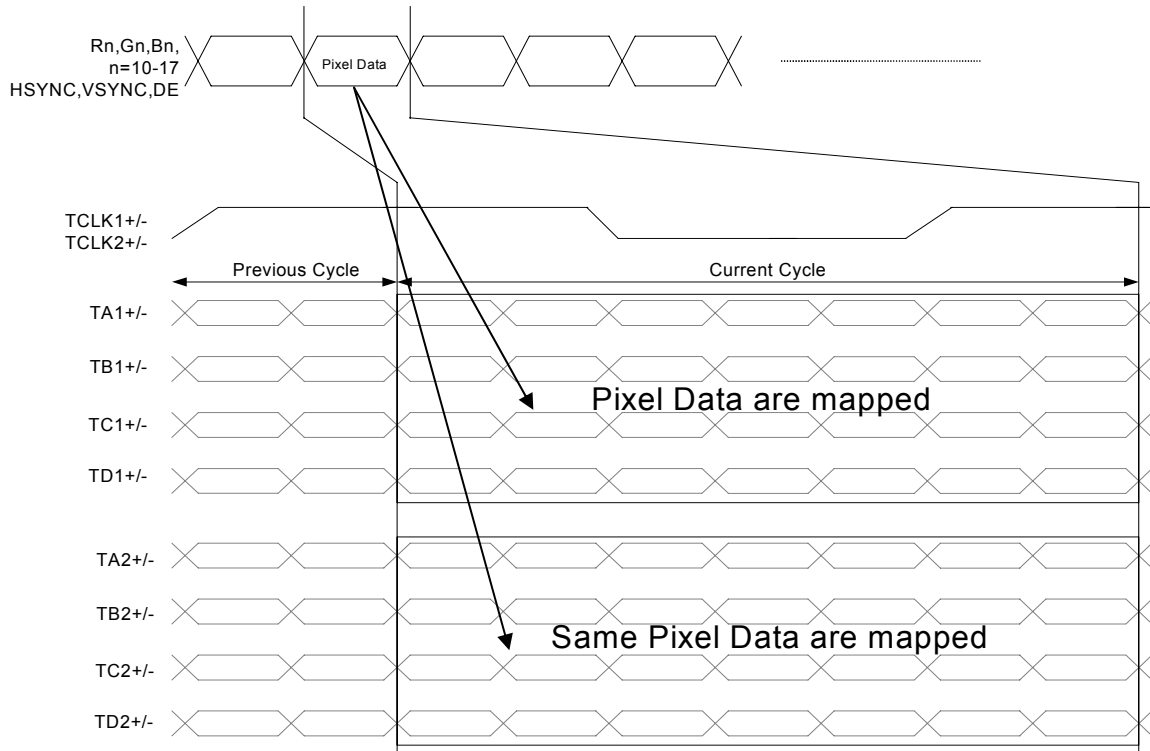 Rn,Gn,Bn,
n=10-17
HSYNC,VSYNC,DE
Pixel Data
TCLK1+/-
TCLK2+/-
Previous Cycle
Current Cycle
TA1+/-
TB1+/-
Pixel Data are mapped
TC1+/-
TD1+/-
TA2+/-
TB2+/-
Same Pixel Data are mapped
TC2+/-
TD2+/-